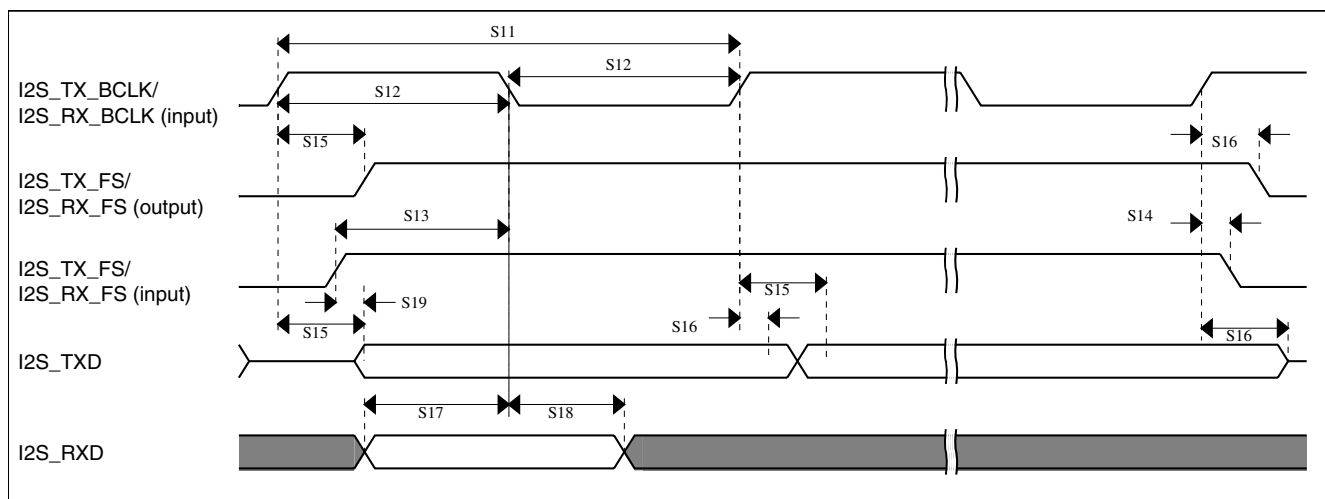 S11
I2S_TX_BCLK/
I2S_RX_BCLK (input)
S12
S12
S15
S16
I2S_TX_FS/
I2S_RX_FS (output)
S13
S14
I2S_TX_FS/
I2S_RX_FS (input)
S19
S15
S15
S16
S16
I2S_TXD
S17
S18
I2S_RXD